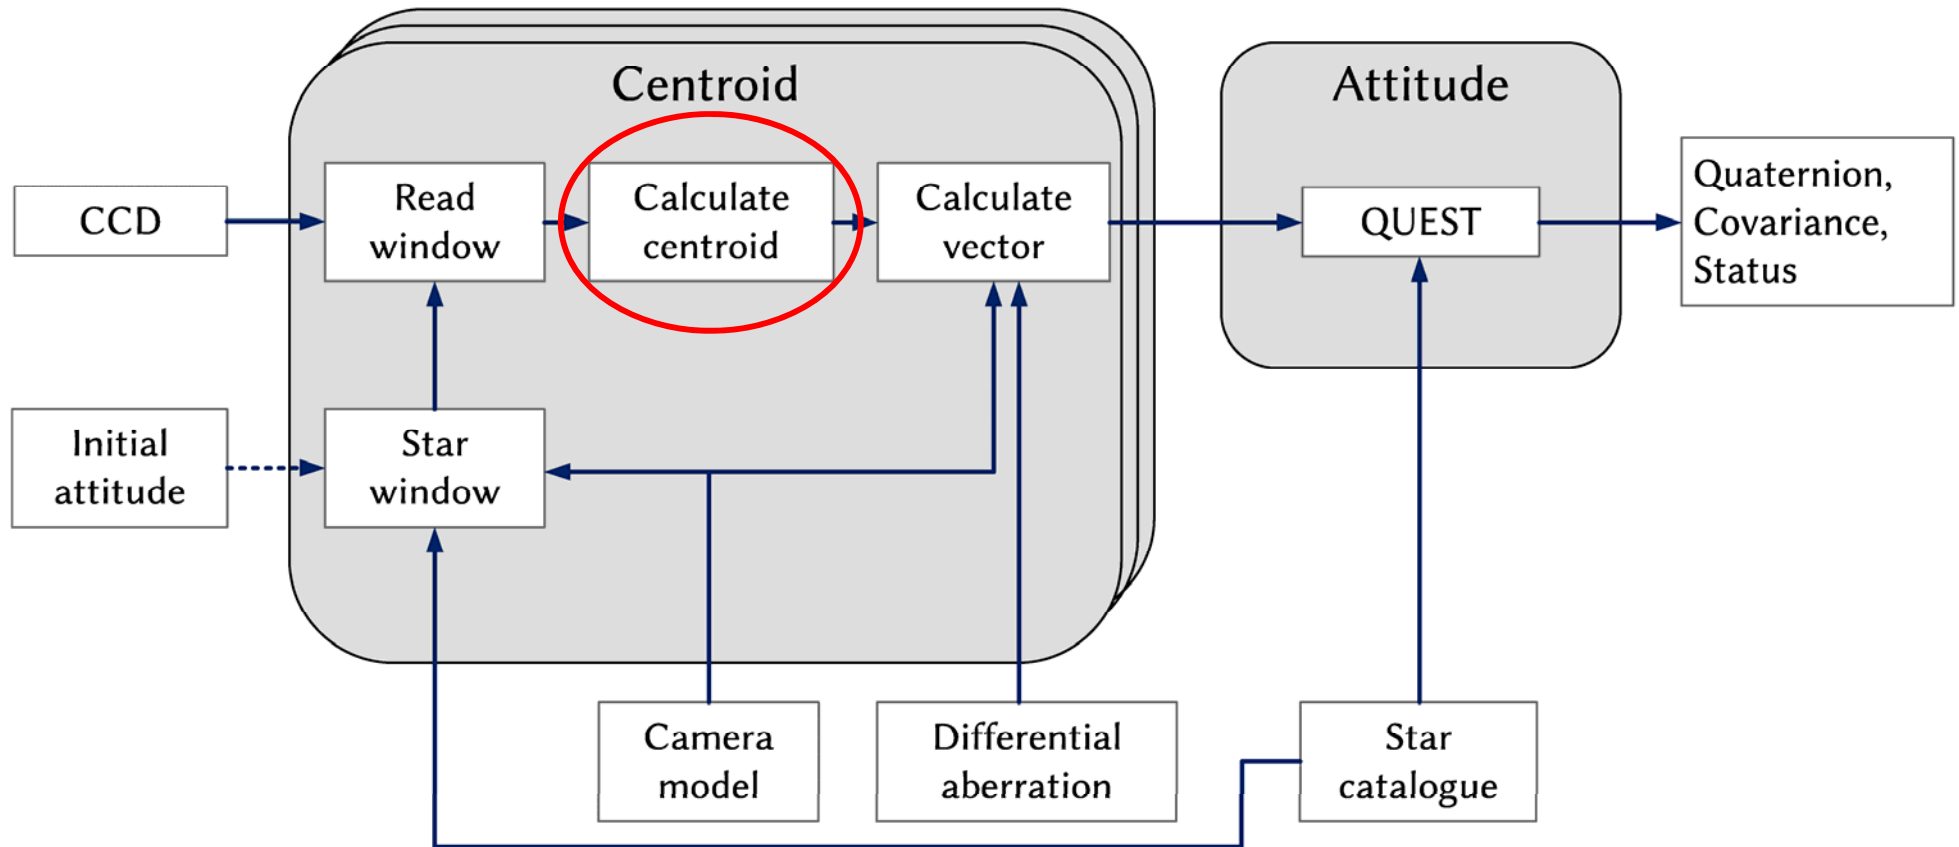 Centroid
Attitude
CCD
Read
window
Calculate
centroid
Calculate
vector
QUEST
Quaternion,
Covariance,
Status
Initial
attitude
Star
window
Camera
model
Differential
aberration
Star
catalogue